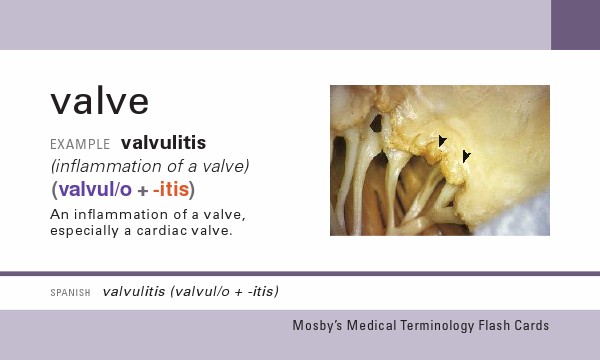 valve
EXAMPLE valvulitis
(inflammation of a valve)
(valvul/o + -itis)
An inflammation of a valve,
especially a cardiac valve.
SPANISH valvulitis (valvul/o + -itis)
Mosby's Medical Terminology Flash Cards